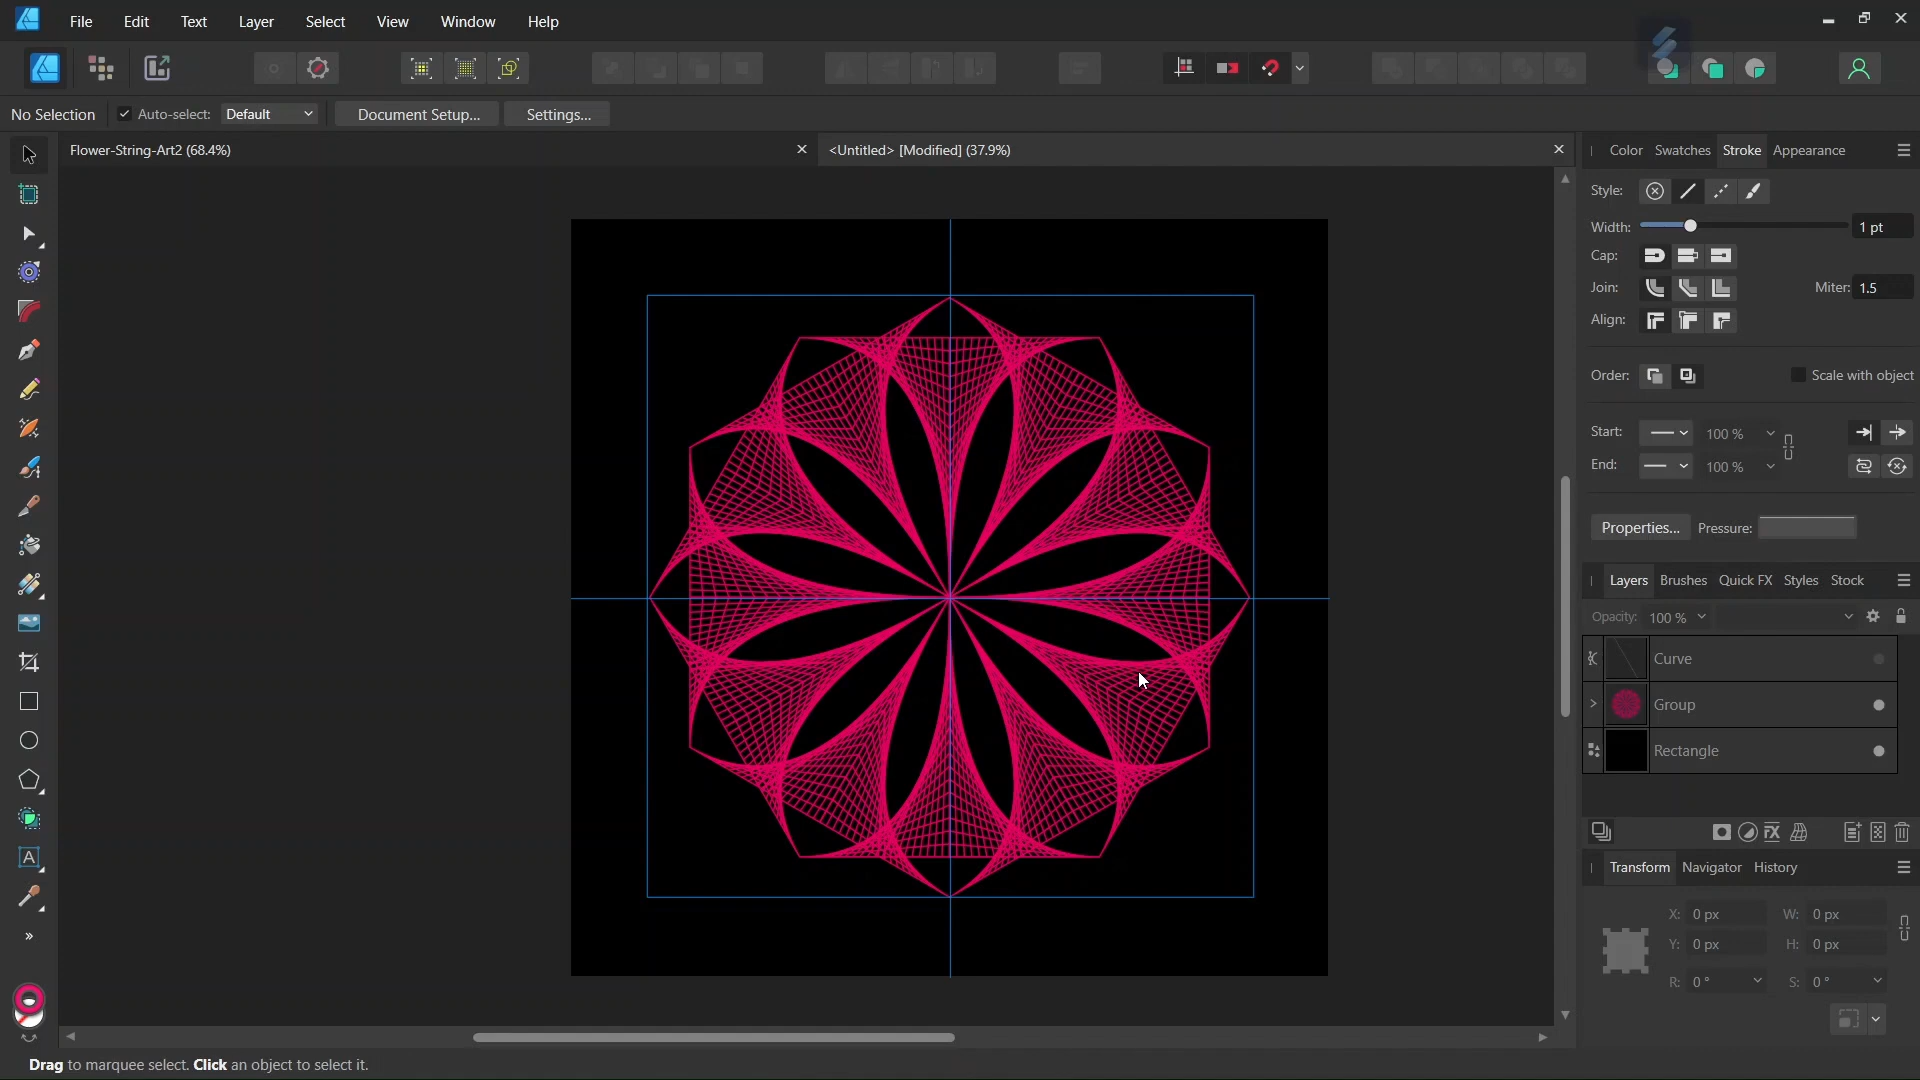 File Edit Text Layer Select View Window Help
No Selection Auto-select: Default Document Setup... Settings...
Flower-String-Art2 (68.4%) <Untitled> [Modified] (37.9%)
Color Swatches Stroke Appearance
Style:
Width: 1 pt
Cap:
Join: Miter: 1.5
Align:
Order: Scale with object
Start: 100 %
End: 100 %
Properties... Pressure:
Layers Brushes Quick FX Styles Stock
Opacity: 100 %
Curve
Group
Rectangle
Transform Navigator History
X: 0 px W: 0 px
Y: 0 px H: 0 px
R: 0 ° S: 0 °
Drag to marquee select. Click an object to select it.